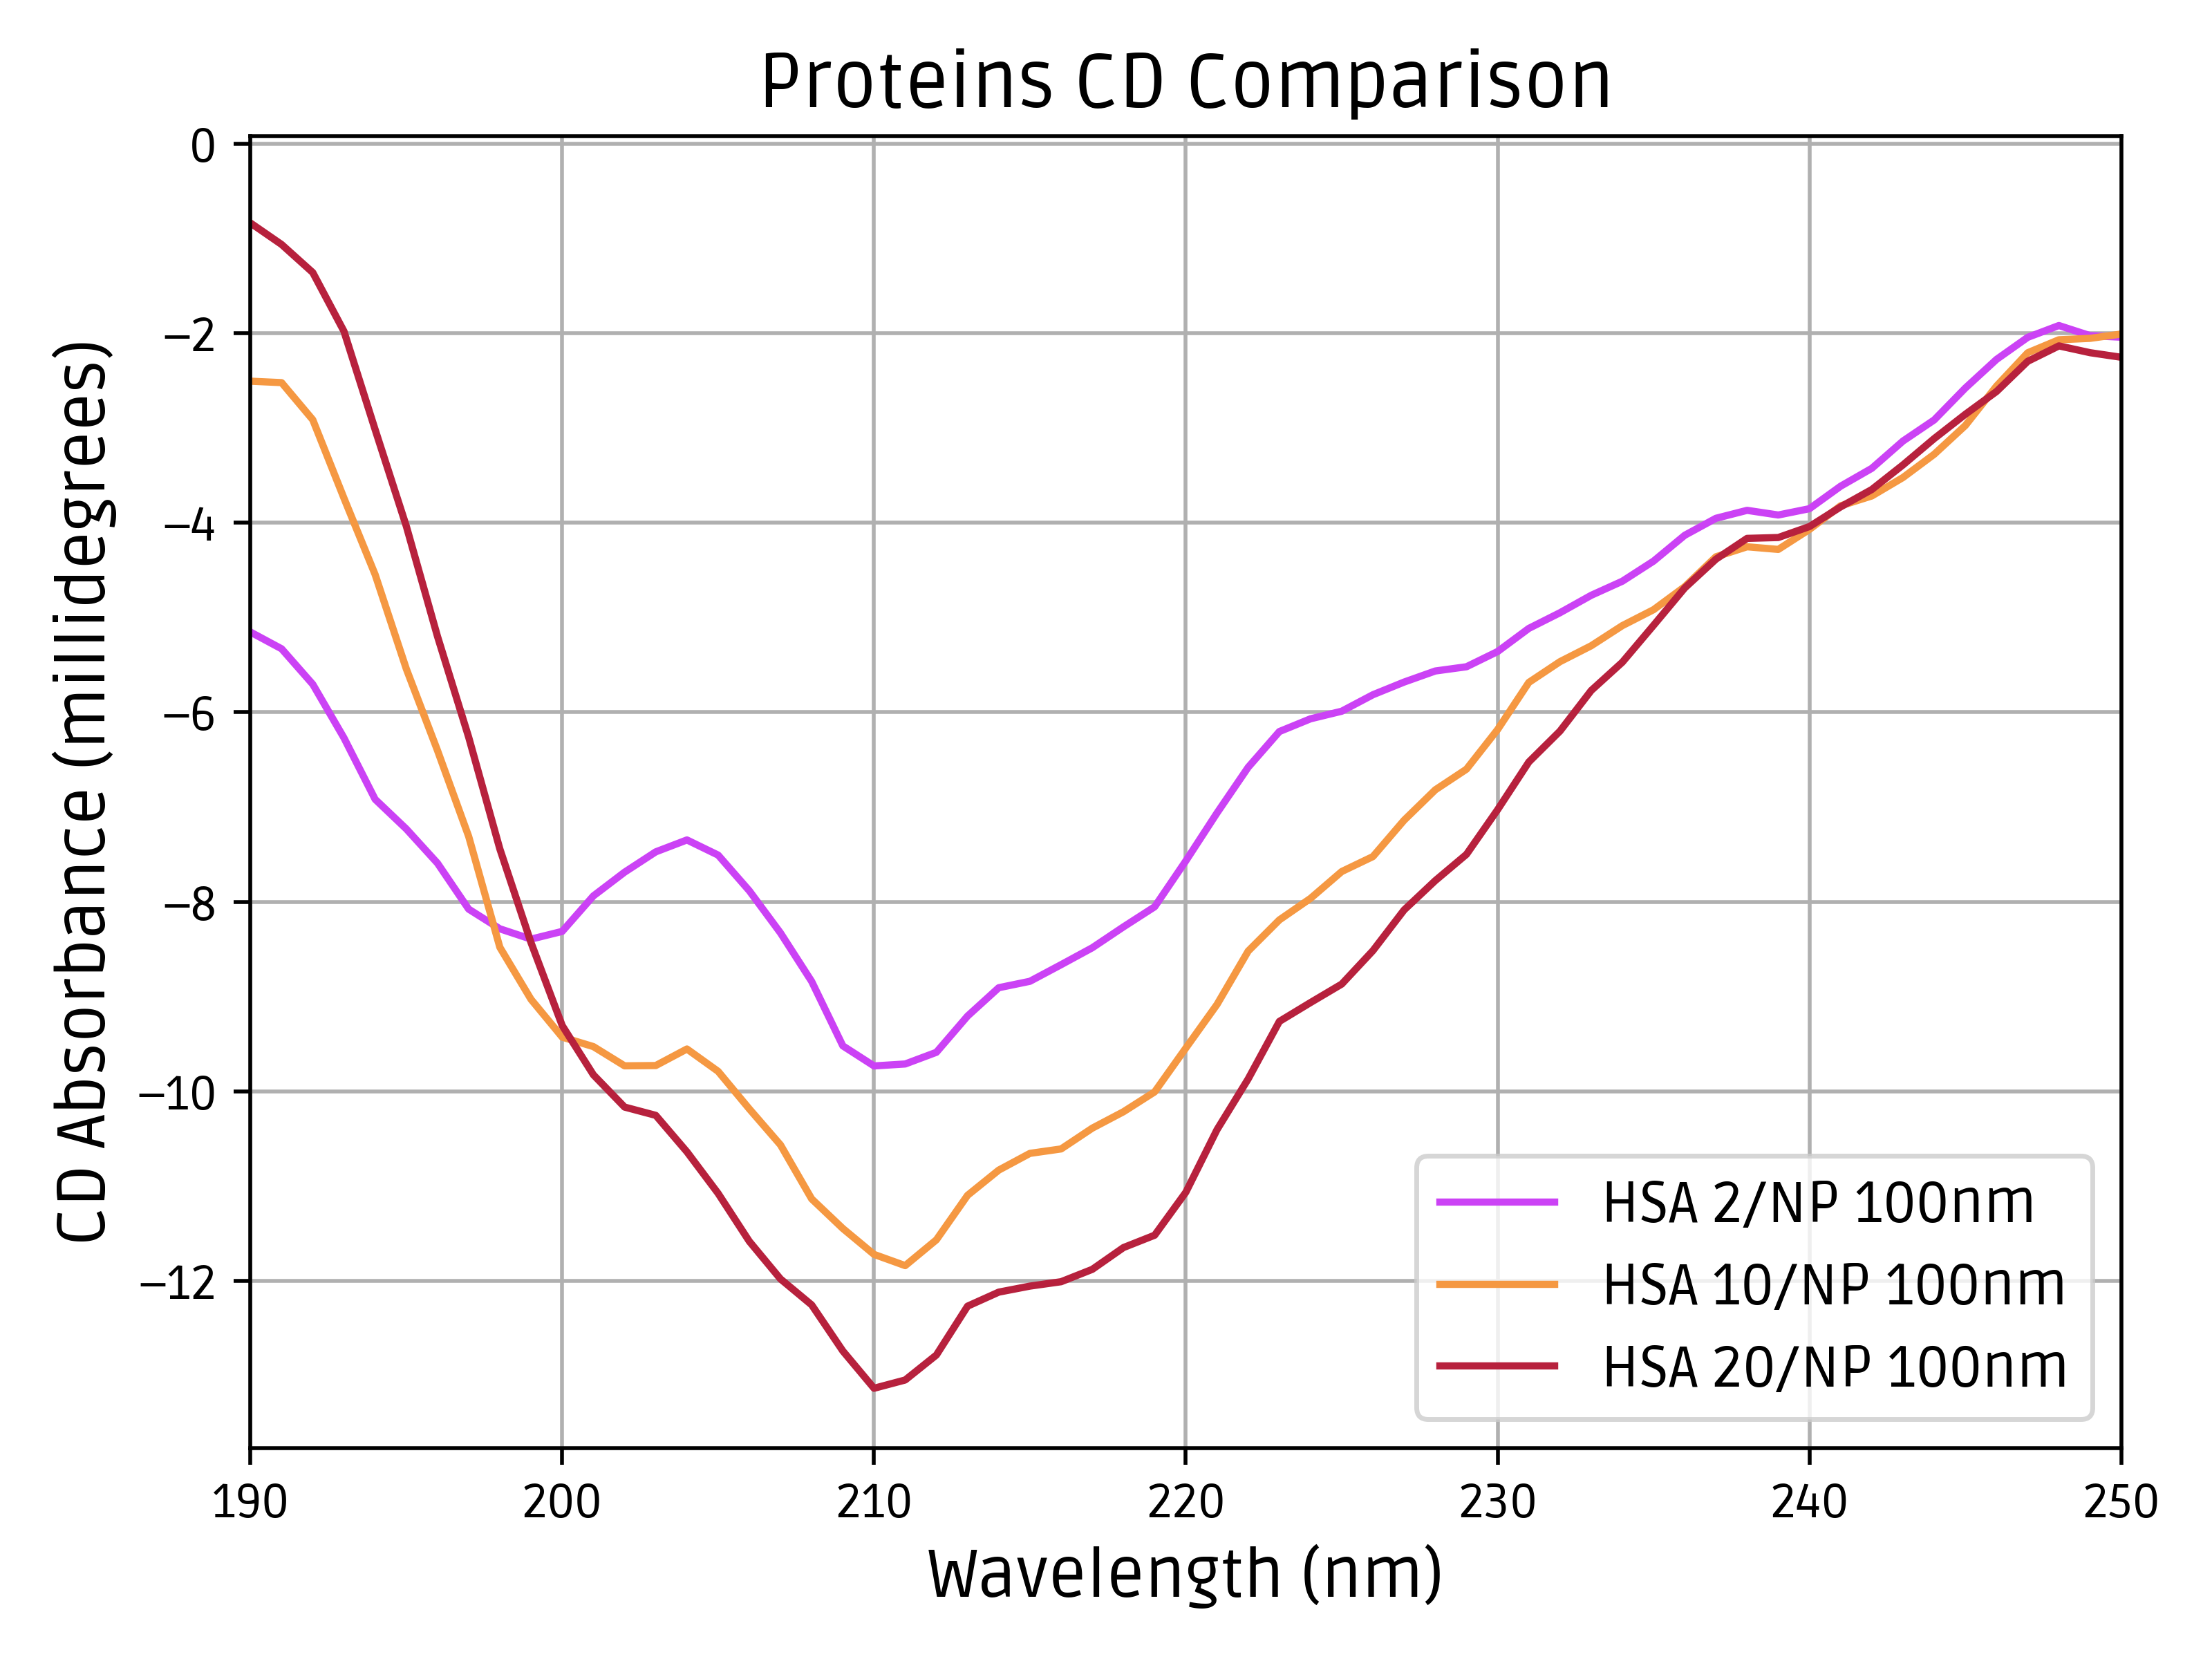 Proteins CD Comparison
CD Absorbance (millidegrees)
0
−2
−4
−6
−8
−10
−12
190
200
210
220
230
240
250
Wavelength (nm)
HSA 2/NP 100nm
HSA 10/NP 100nm
HSA 20/NP 100nm